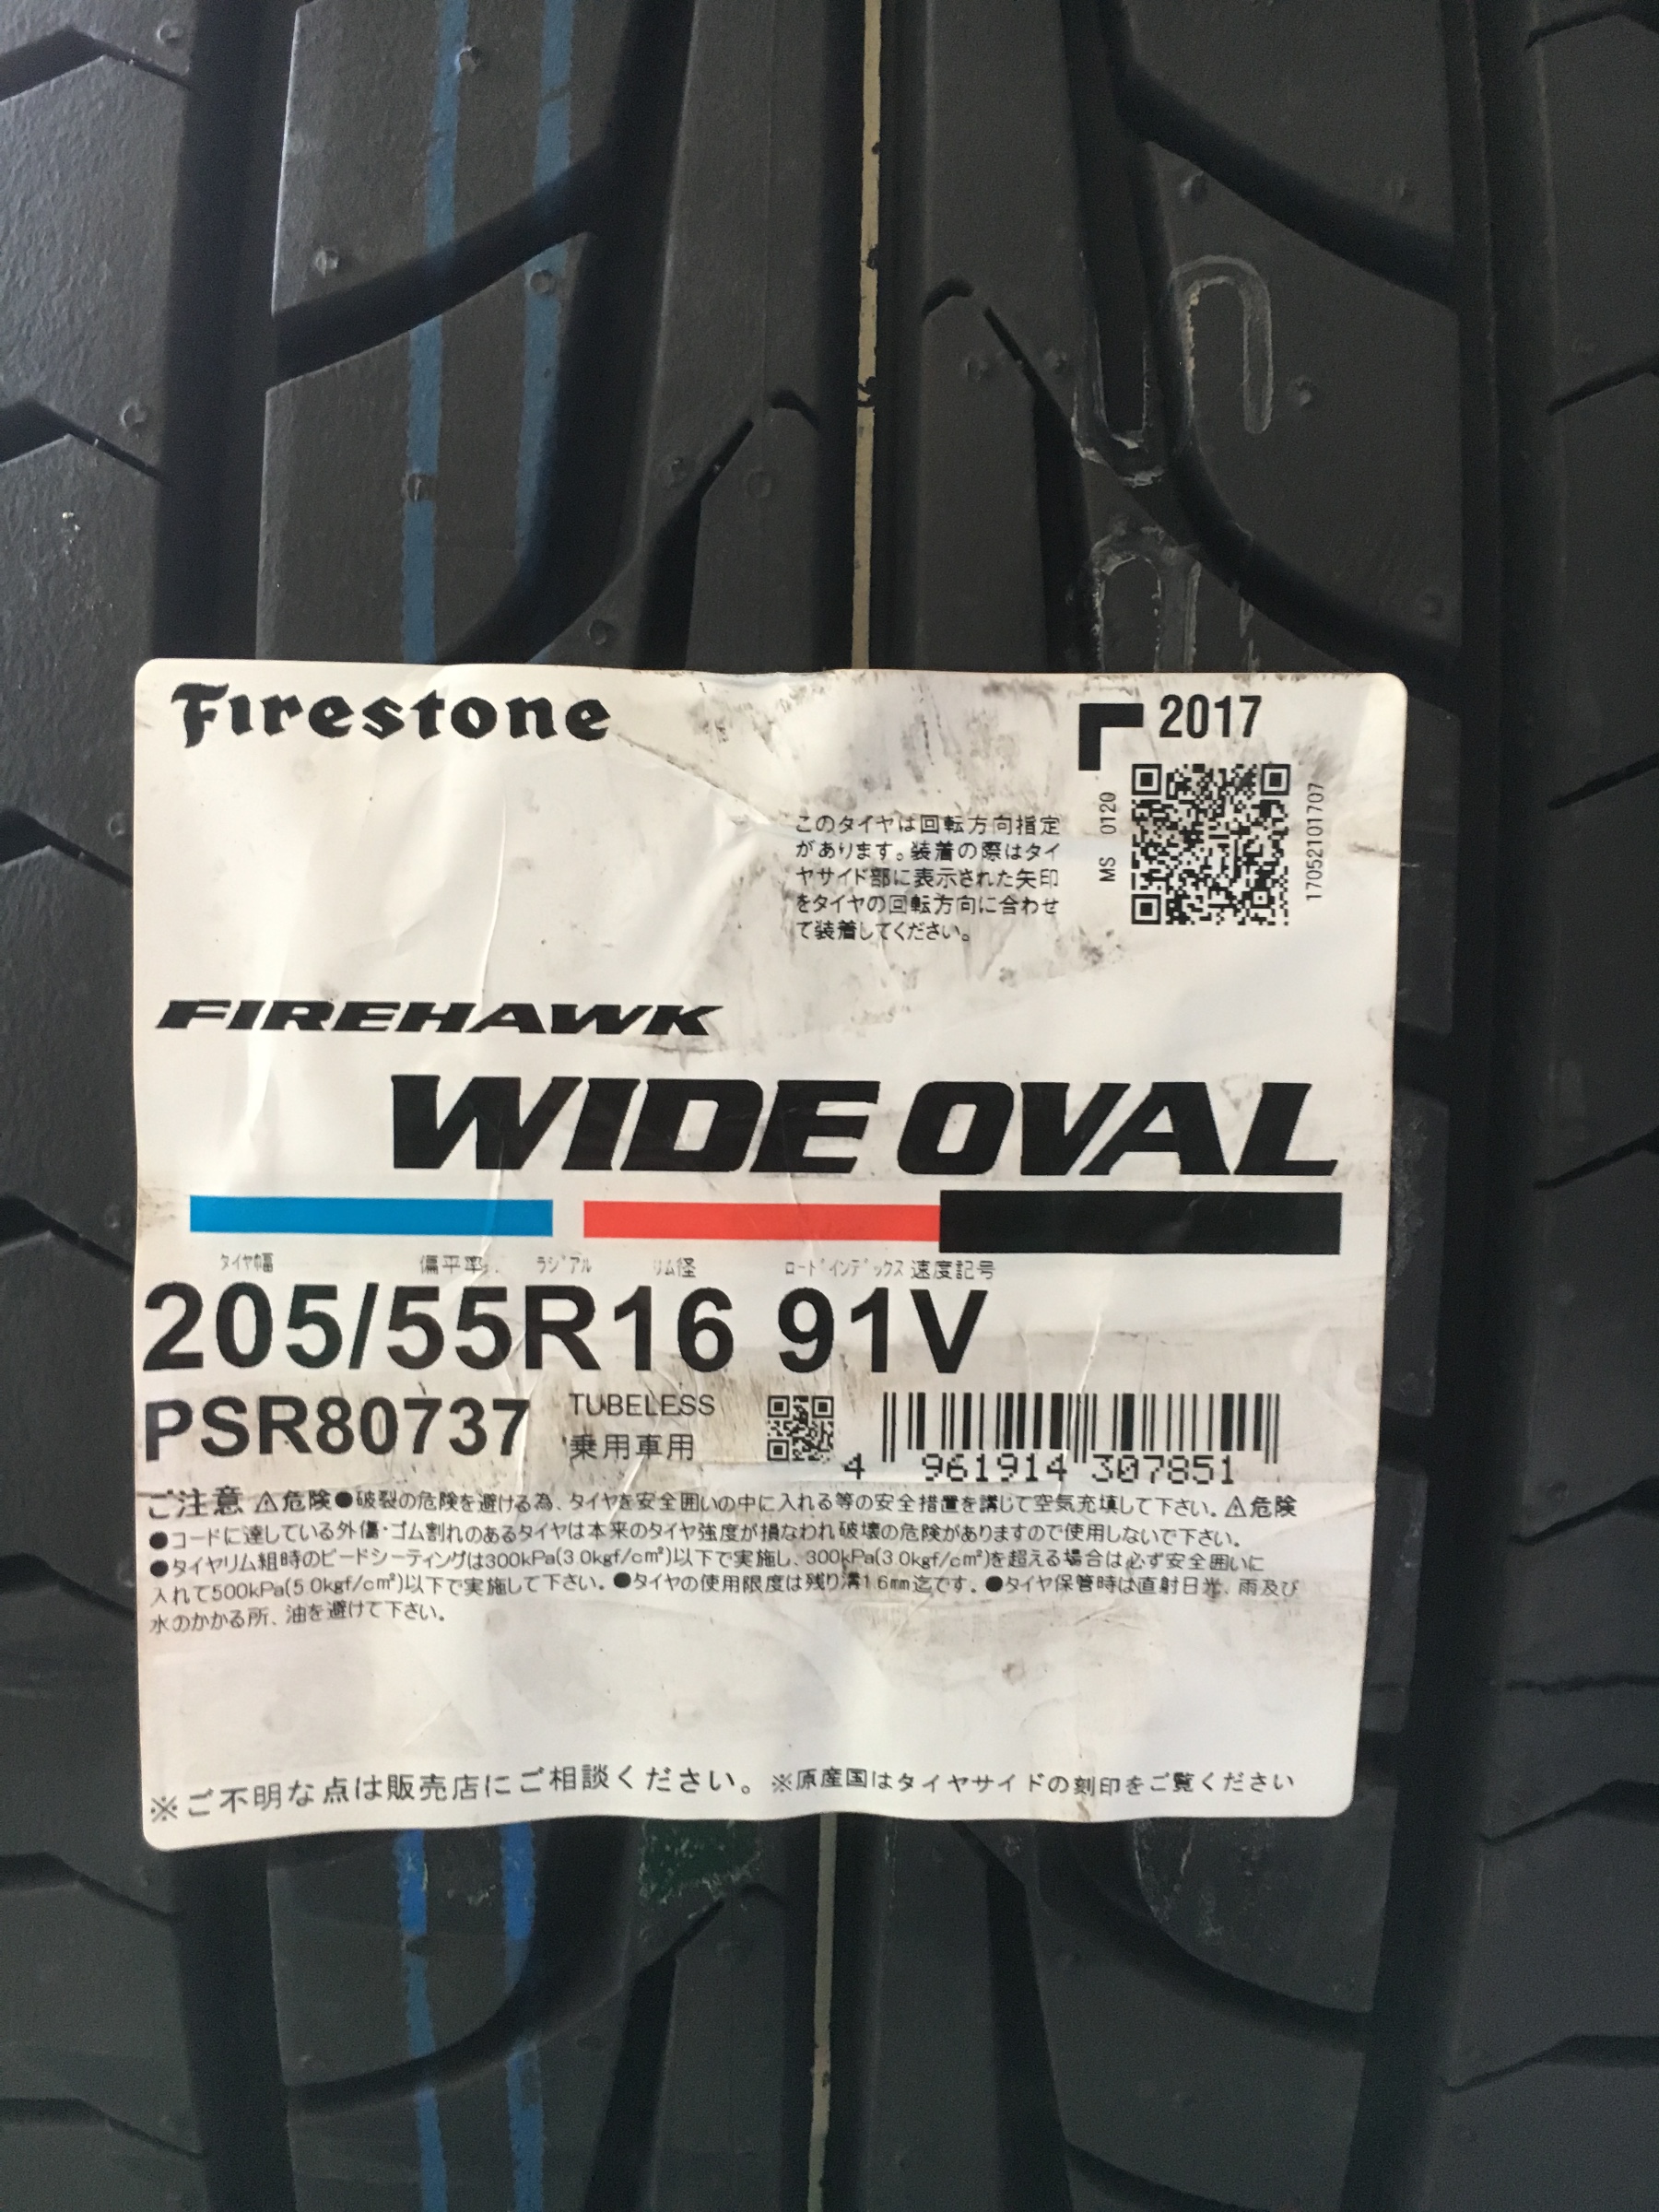 Firestone
2017
MS 0120
17052101707
このタイヤは回転方向指定
があります。装着の際はタイ
ヤサイド部に表示された矢印
をタイヤの回転方向に合わせ
て装着してください。
FIREHAWK
WIDE OVAL
タイヤ幅 偏平率 ラジアル リム径 ロードインデックス 速度記号
205/55R16 91V
PSR80737 TUBELESS
乗用車用
4 961914 307851
ご注意 ⚠危険●破裂の危険を避ける為、タイヤを安全囲いの中に入れる等の安全措置を講じて空気充填して下さい。⚠危険
●コードに達している外傷・ゴム割れのあるタイヤは本来のタイヤ強度が損なわれ破壊の危険がありますので使用しないで下さい。
●タイヤリム組時のビードシーティングは300kPa(3.0kgf/cm²)以下で実施し、300kPa(3.0kgf/cm²)を超える場合は必ず安全囲いに
入れて500kPa(5.0kgf/cm²)以下で実施して下さい。●タイヤの使用限度は残り溝1.6mm迄です。●タイヤ保管時は直射日光、雨及び
水のかかる所、油を避けて下さい。
※ご不明な点は販売店にご相談ください。※原産国はタイヤサイドの刻印をご覧ください